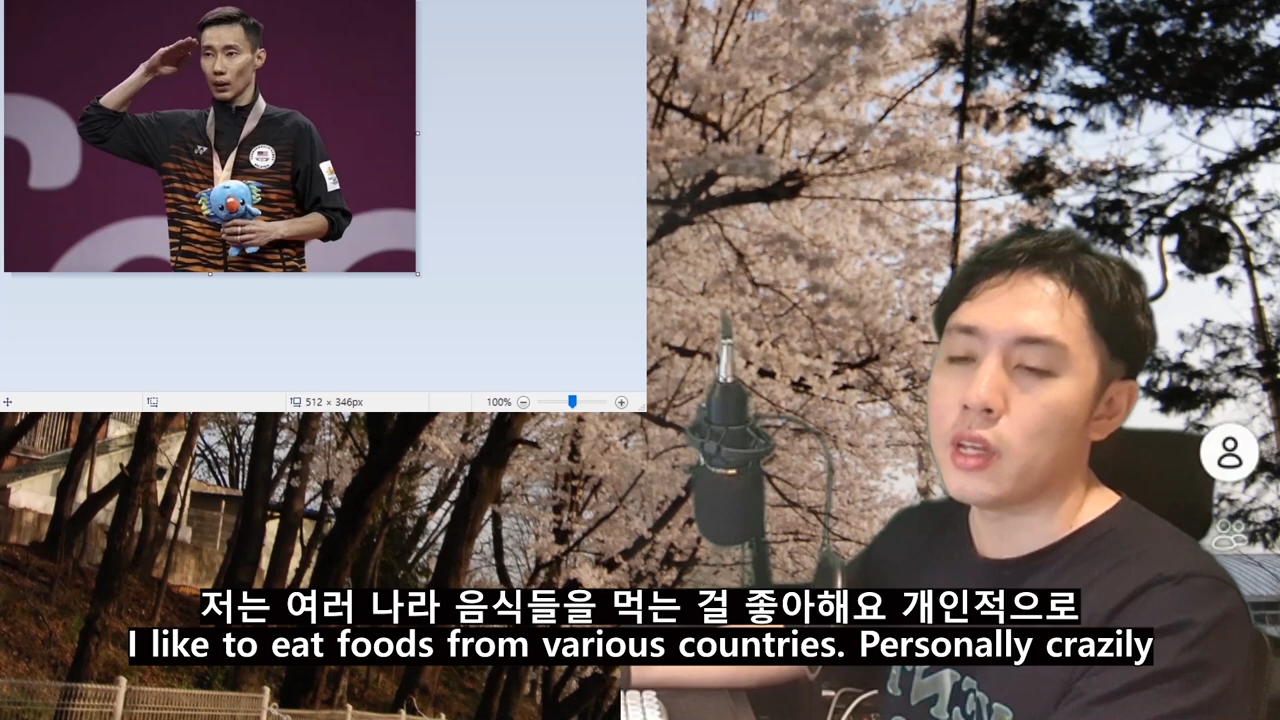 512 × 346px
100%
저는 여러 나라 음식들을 먹는 걸 좋아해요 개인적으로
I like to eat foods from various countries. Personally crazily